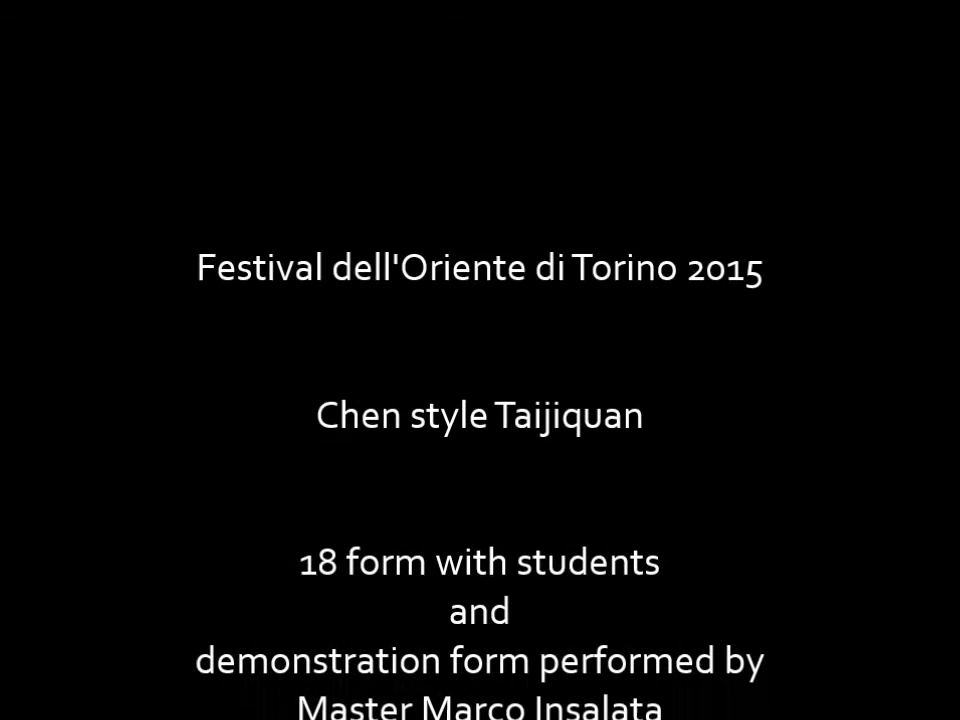 Festival dell'Oriente di Torino 2015
Chen style Taijiquan
18 form with students
and
demonstration form performed by
Master Marco Insalata